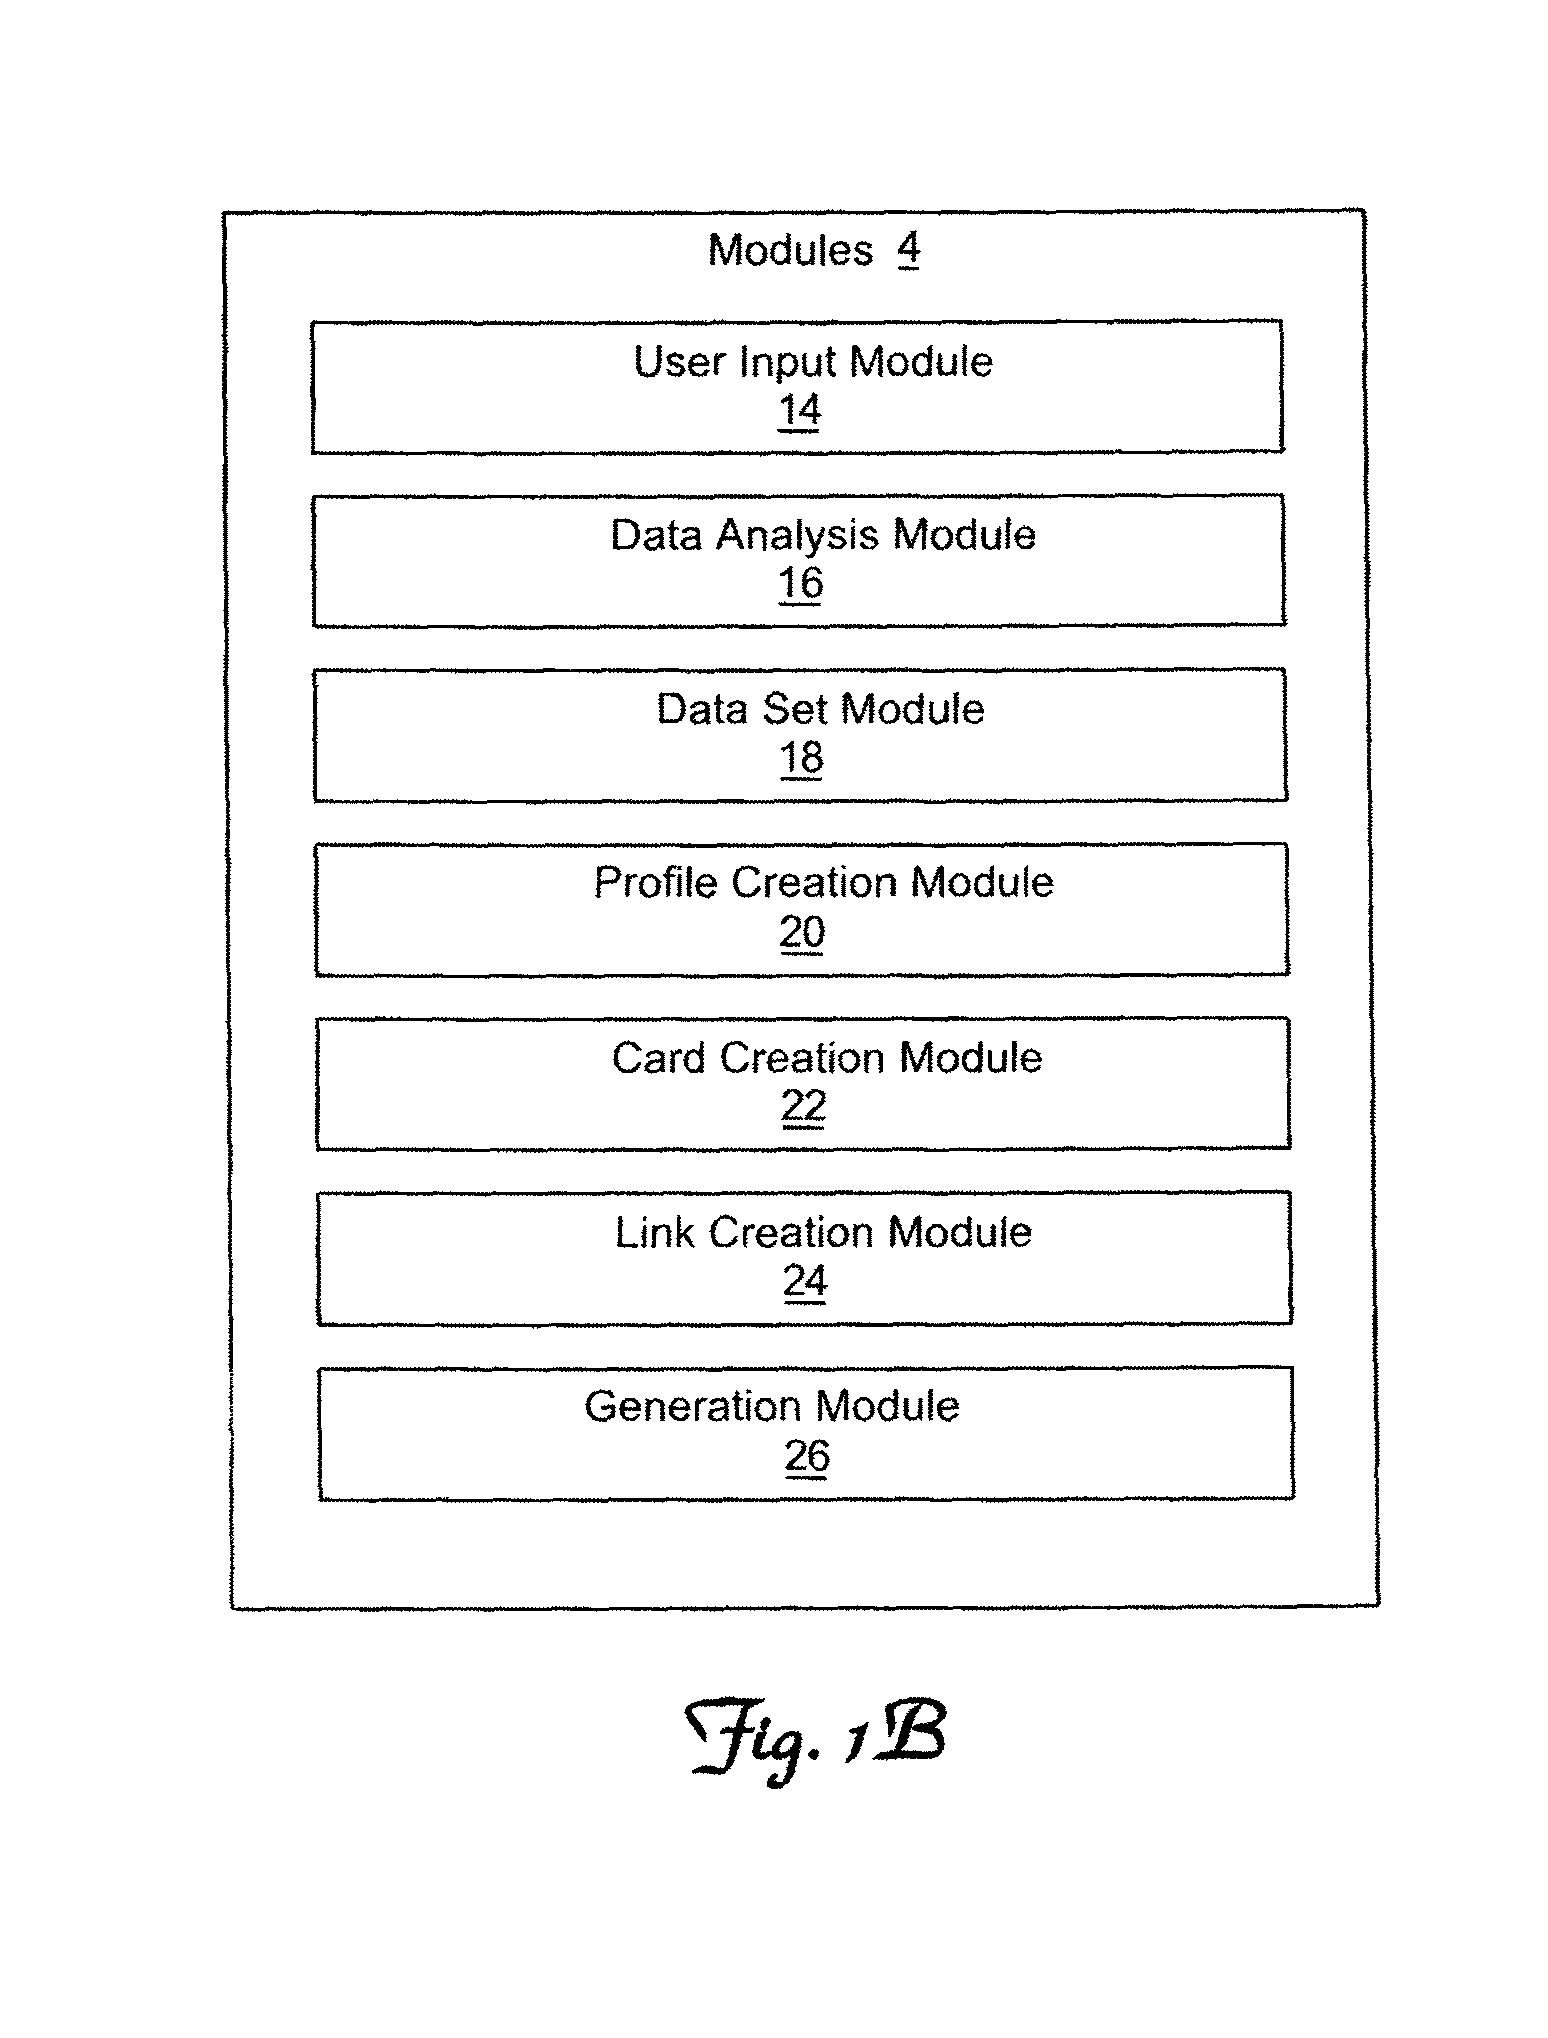 Modules 4
User Input Module
14
Data Analysis Module
16
Data Set Module
18
Profile Creation Module
20
Card Creation Module
22
Link Creation Module
24
Generation Module
26
Fig. 1B